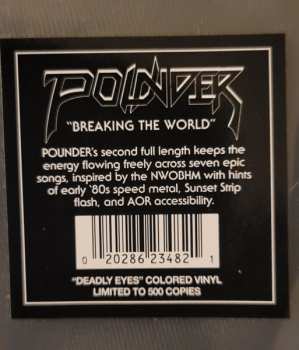 POUNDER
"BREAKING THE WORLD"
POUNDER's second full length keeps the
energy flowing freely across seven epic
songs, inspired by the NWOBHM with hints
of early '80s speed metal, Sunset Strip
flash, and AOR accessibility.
0 20286 23482 1
"DEADLY EYES" COLORED VINYL
LIMITED TO 500 COPIES